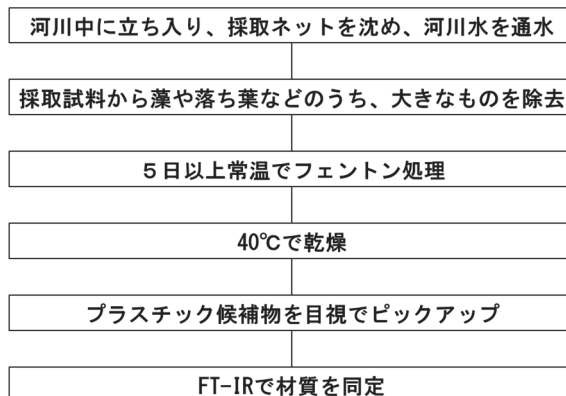 河川中に立ち入り、採取ネットを沈め、河川水を通水
採取試料から藻や落ち葉などのうち、大きなものを除去
５日以上常温でフェントン処理
40℃で乾燥
プラスチック候補物を目視でピックアップ
FT-IRで材質を同定